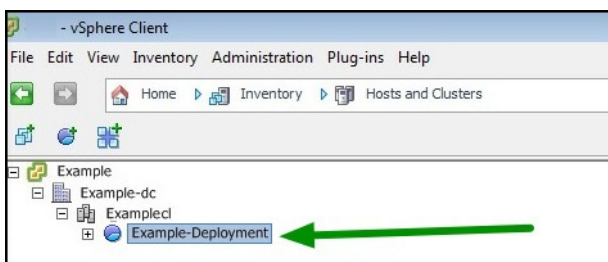 - vSphere Client
File Edit View Inventory Administration Plug-ins Help
Home Inventory Hosts and Clusters
Example
Example-dc
Examplecl
Example-Deployment